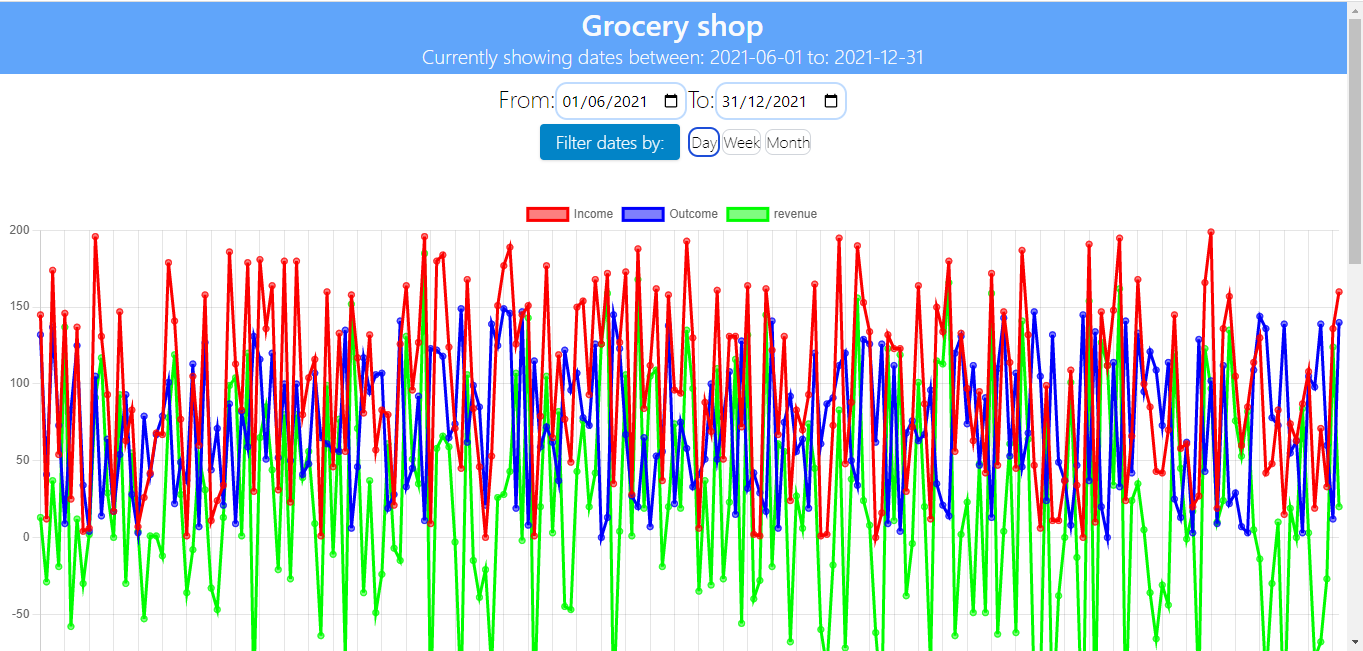 Grocery shop
Currently showing dates between: 2021-06-01 to: 2021-12-31
From: 01/06/2021 To: 31/12/2021
Filter dates by: Day Week Month
Income Outcome revenue
200
150
100
50
0
-50